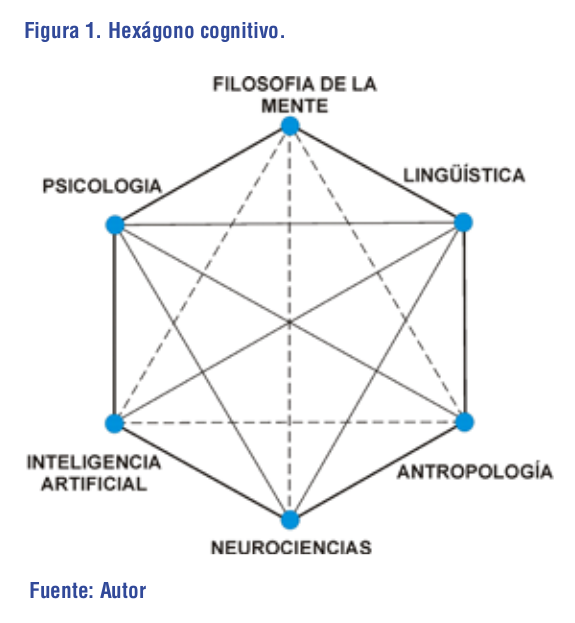 Figura 1. Hexágono cognitivo.
FILOSOFIA DE LA
MENTE
PSICOLOGIA
LINGÜÍSTICA
INTELIGENCIA
ARTIFICIAL
ANTROPOLOGÍA
NEUROCIENCIAS
Fuente: Autor